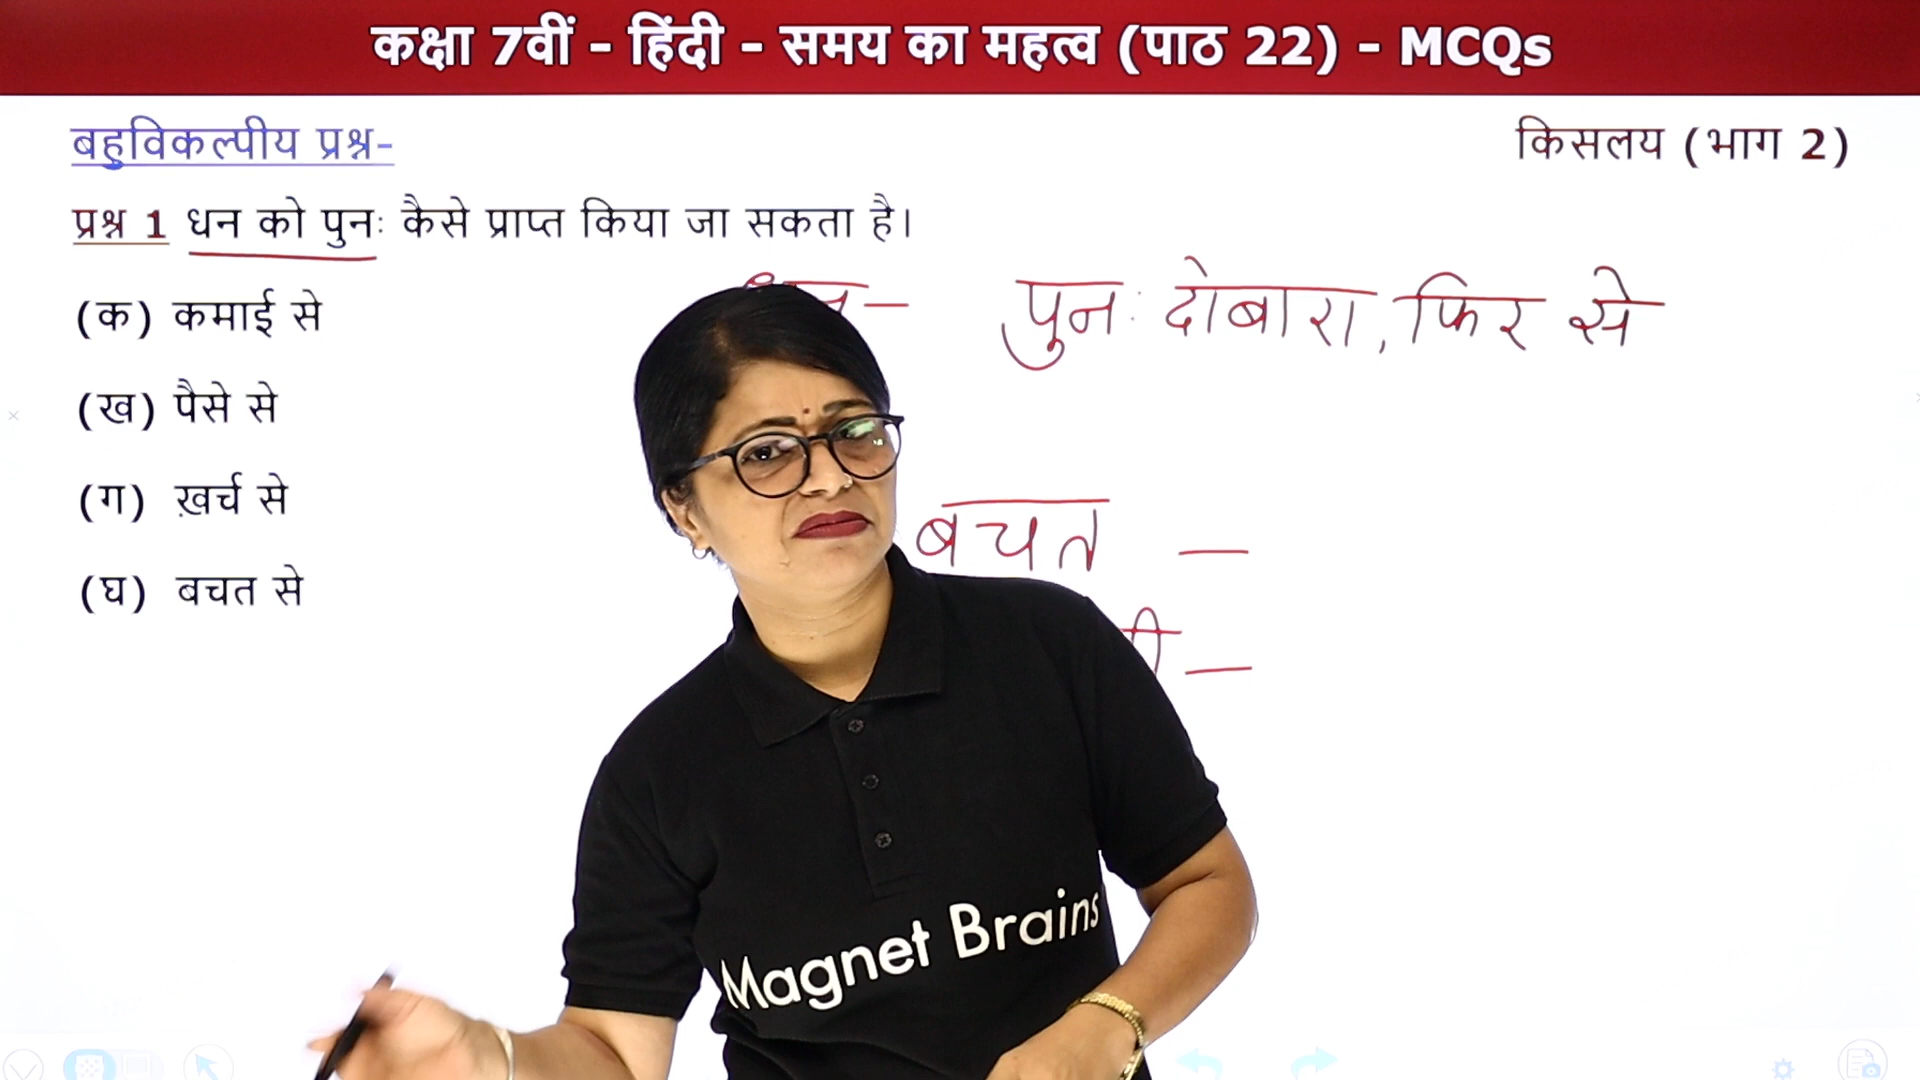 कक्षा 7वीं - हिंदी - समय का महत्व (पाठ 22) - MCQs
बहुविकल्पीय प्रश्न-
किसलय (भाग 2)
प्रश्न 1 धन को पुनः कैसे प्राप्त किया जा सकता है।
(क) कमाई से
पुनः दोबारा, फिर से
(ख) पैसे से
(ग) ख़र्च से
बचत –
(घ) बचत से
Magnet Brains